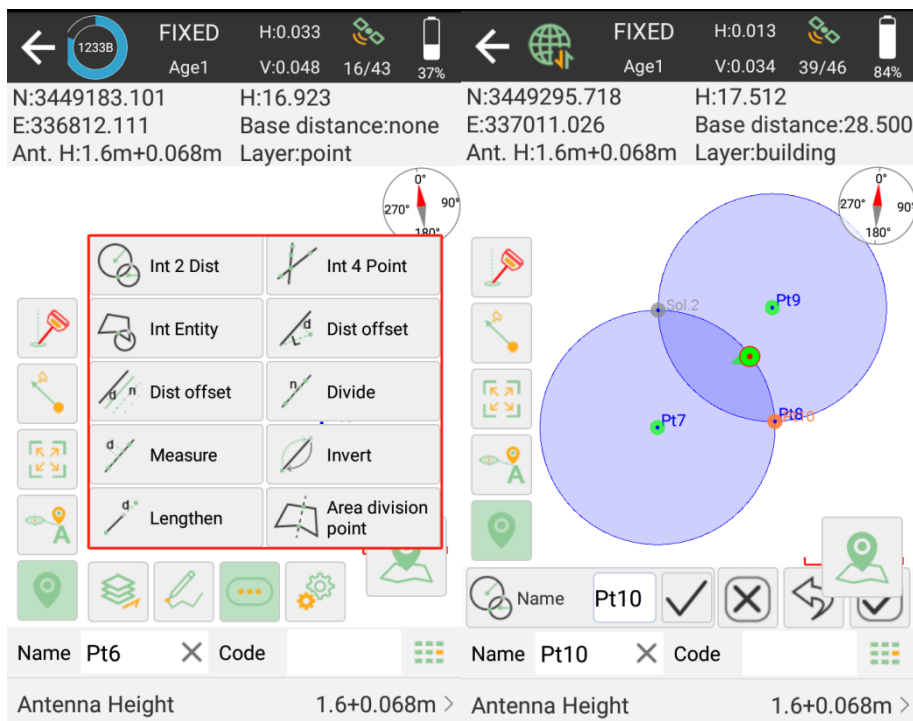 1233B
FIXED
H:0.033
Age1
V:0.048
16/43
37%
N:3449183.101
H:16.923
E:336812.111
Base distance:none
Ant. H:1.6m+0.068m
Layer:point
0°
270°
90°
180°
Int 2 Dist
Int 4 Point
Int Entity
d
Dist offset
d n
Dist offset
n
Divide
d
Measure
Invert
d
Lengthen
Area division
point
A
Name
Pt6
Code
Antenna Height
1.6+0.068m >
FIXED
H:0.013
Age1
V:0.034
39/46
84%
N:3449295.718
H:17.512
E:337011.026
Base distance:28.500
Ant. H:1.6m+0.068m
Layer:building
0°
270°
90°
180°
Sol.2
Pt9
Pt8
Pt7
A
Name
Pt10
Name
Pt10
Code
Antenna Height
1.6+0.068m >